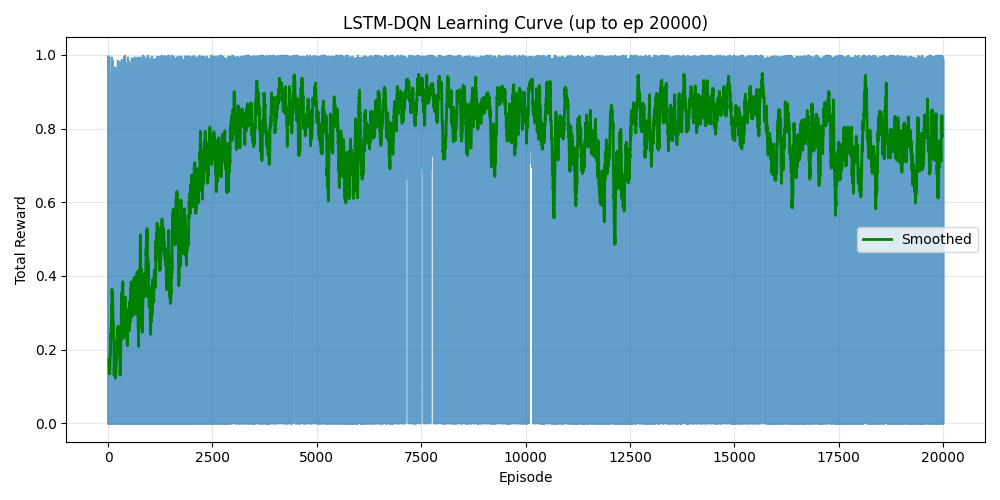 LSTM-DQN Learning Curve (up to ep 20000)
1.0
0.8
0.6
0.4
0.2
0.0
Total Reward
Smoothed
0 2500 5000 7500 10000 12500 15000 17500 20000
Episode